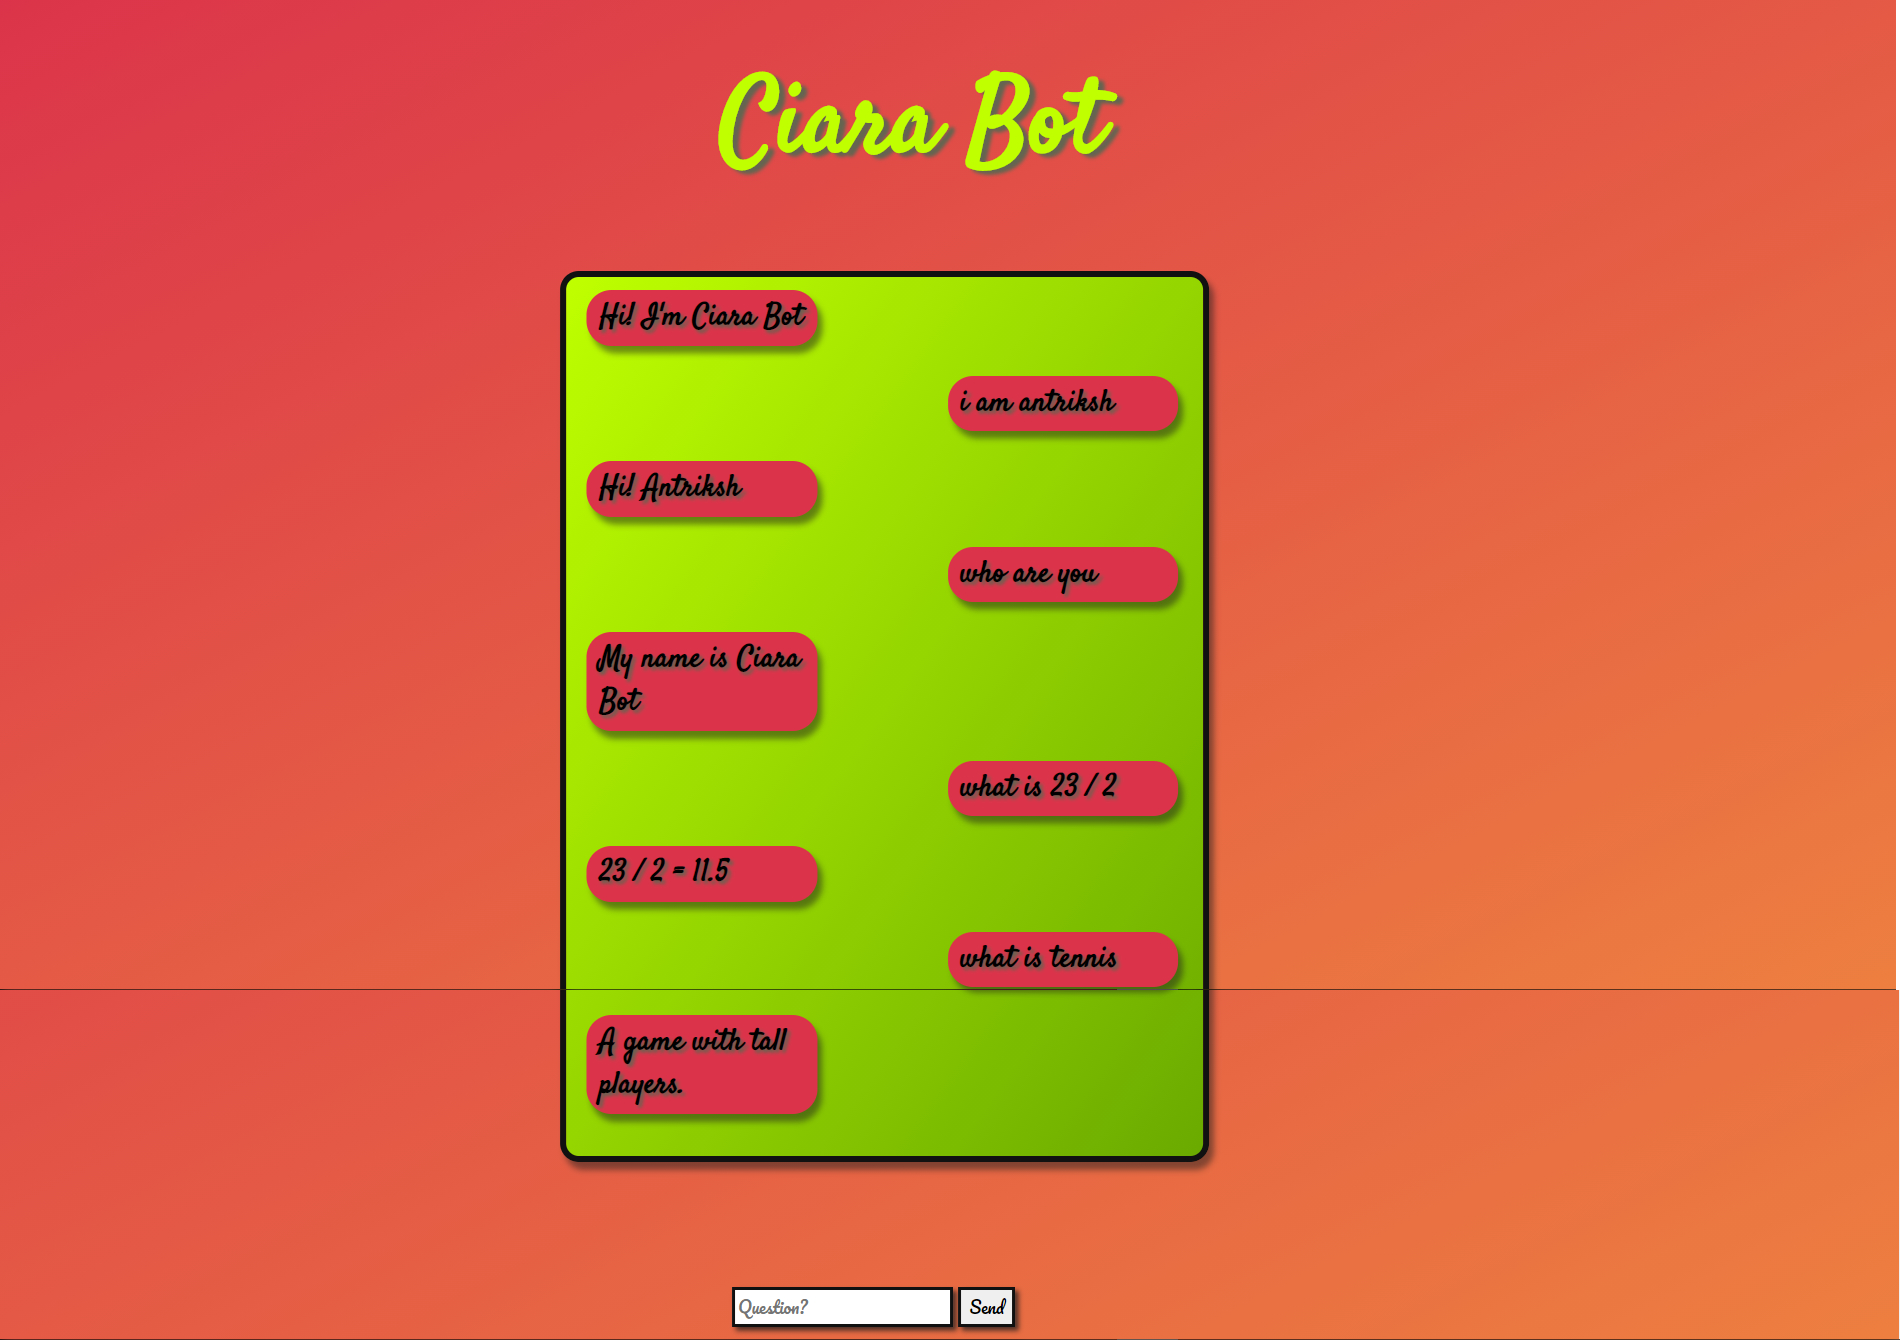 Ciara Bot
Hi! I'm Ciara Bot
i am antriksh
Hi! Antriksh
who are you
My name is Ciara
Bot
what is 23 / 2
23 / 2 = 11.5
what is tennis
A game with tall
players.
Question?
Send